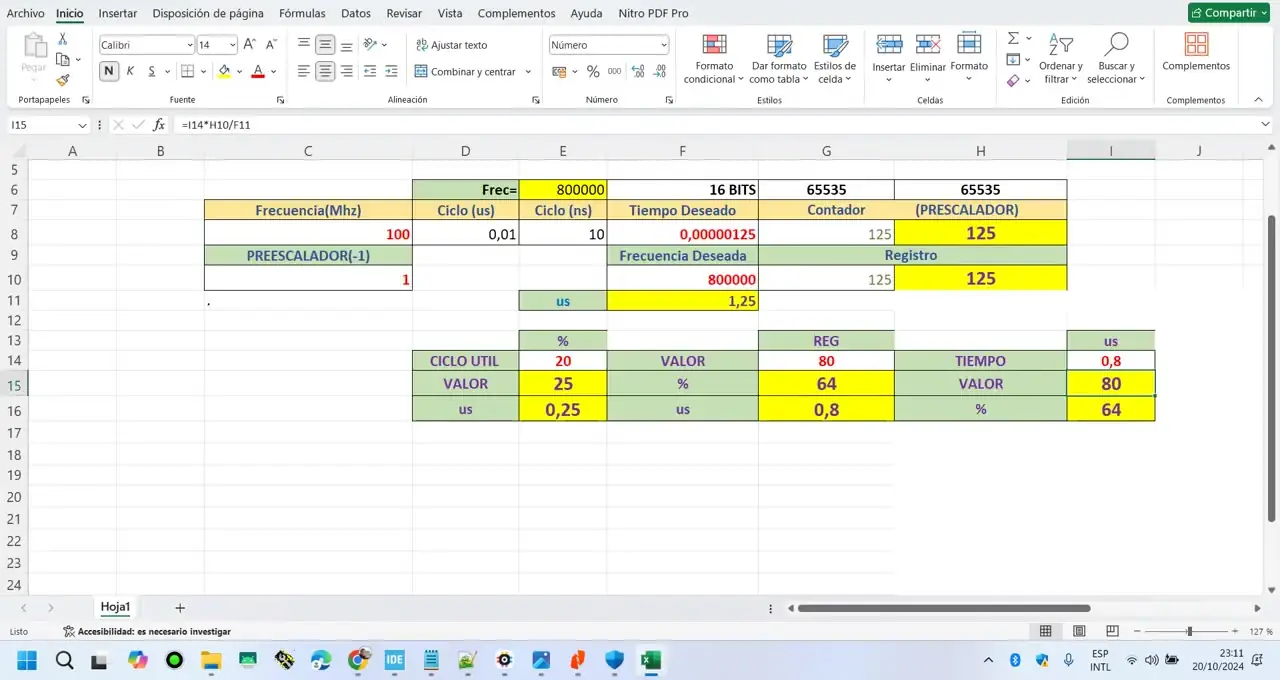 Archivo Inicio Insertar Disposición de página Fórmulas Datos Revisar Vista Complementos Ayuda Nitro PDF Pro Compartir
Pegar
Portapapeles
Calibri 14
N K S
Fuente
Ajustar texto
Combinar y centrar
Alineación
Número
% 000
Número
Formato condicional
Dar formato como tabla
Estilos de celda
Estilos
Insertar Eliminar Formato
Celdas
Ordenar y filtrar
Buscar y seleccionar
Edición
Complementos
Complementos
I15 fx =I14*H10/F11
A B C D E F G H I J
5
6 Frec= 800000 16 BITS 65535 65535
7 Frecuencia(Mhz) Ciclo (us) Ciclo (ns) Tiempo Deseado Contador (PRESCALADOR)
8 100 0,01 10 0,00000125 125 125
9 PREESCALADOR(-1) Frecuencia Deseada Registro
10 1 800000 125 125
11 . us 1,25
12
13 % REG us
14 CICLO UTIL 20 VALOR 80 TIEMPO 0,8
15 VALOR 25 % 64 VALOR 80
16 us 0,25 us 0,8 % 64
17
18
19
20
21
22
23
24
Hoja1
Listo Accesibilidad: es necesario investigar 127 %
IDE
ESP
INTL
23:11
20/10/2024